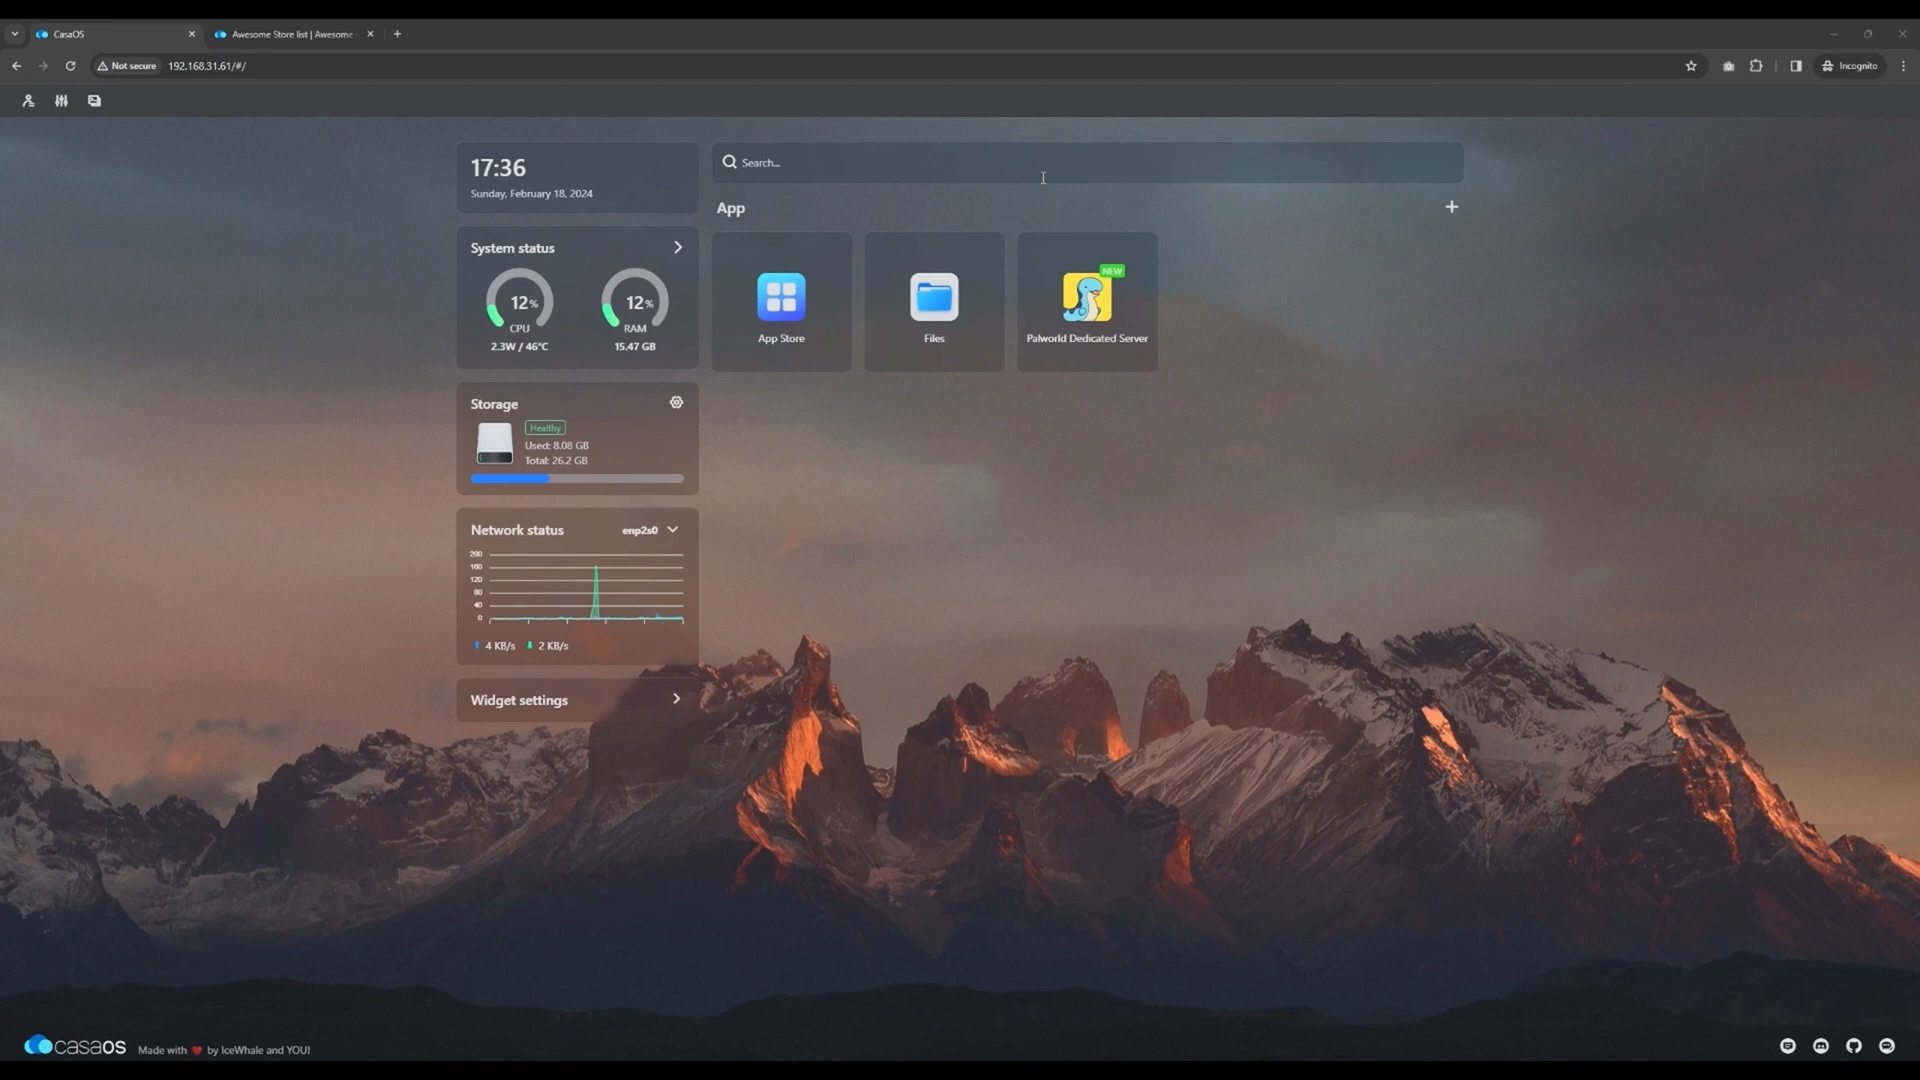 CasaOS
Awesome Store list | Awesome
Not secure
192.168.31.61/#/
Incognito
17:36
Sunday, February 18, 2024
Search...
App
System status
12%
CPU
2.3W / 46°C
12%
RAM
15.47 GB
App Store
Files
NEW
Palworld Dedicated Server
Storage
Healthy
Used: 8.08 GB
Total: 26.2 GB
Network status
enp2s0
200
160
120
80
40
0
4 KB/s
2 KB/s
Widget settings
casaOS
Made with ❤ by IceWhale and YOU!